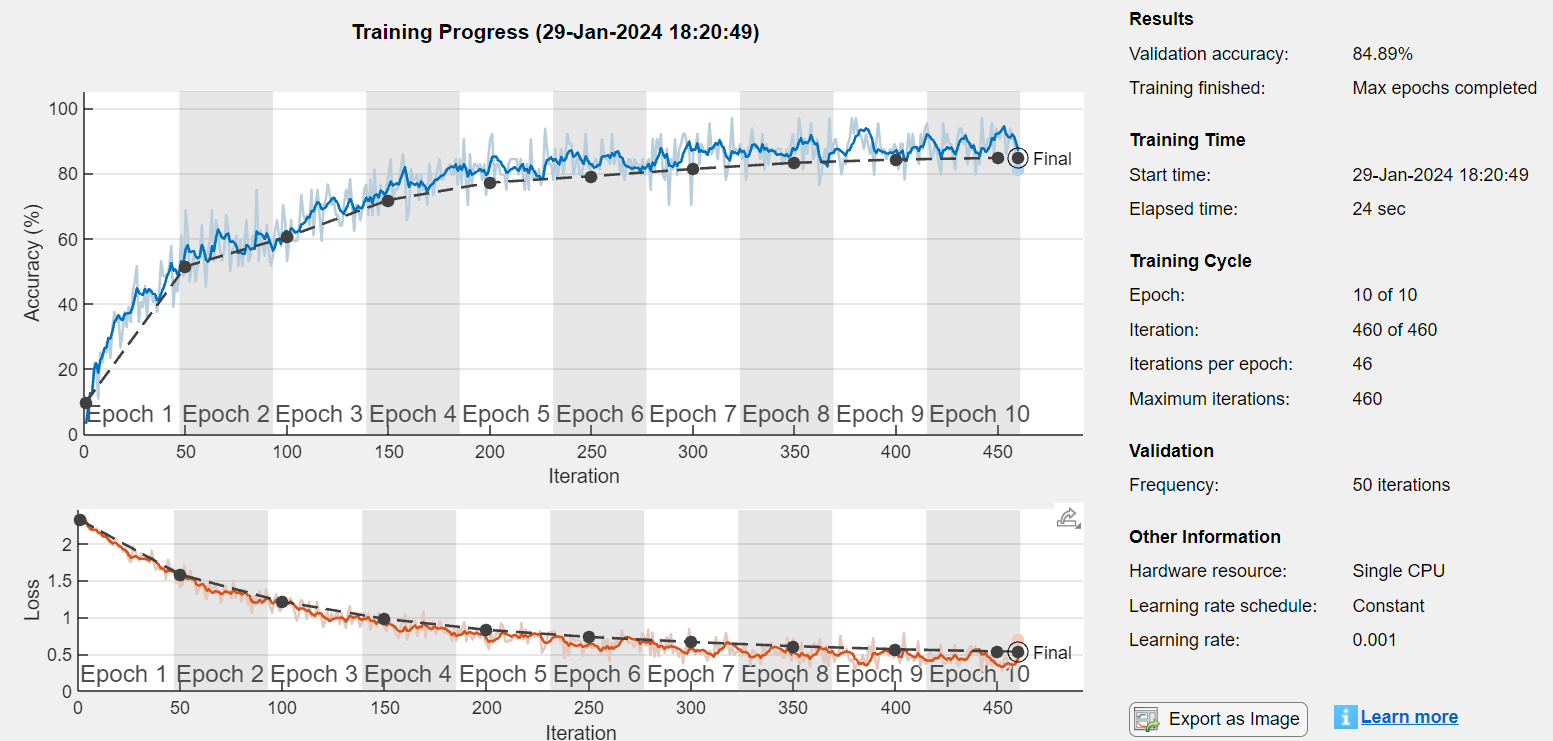 Training Progress (29-Jan-2024 18:20:49)
Accuracy (%)
100
80
60
40
20
0
Final
Epoch 1 Epoch 2 Epoch 3 Epoch 4 Epoch 5 Epoch 6 Epoch 7 Epoch 8 Epoch 9 Epoch 10
0 50 100 150 200 250 300 350 400 450
Iteration
Loss
2
1.5
1
0.5
0
Final
Epoch 1 Epoch 2 Epoch 3 Epoch 4 Epoch 5 Epoch 6 Epoch 7 Epoch 8 Epoch 9 Epoch 10
0 50 100 150 200 250 300 350 400 450
Iteration
Results
Validation accuracy: 84.89%
Training finished: Max epochs completed
Training Time
Start time: 29-Jan-2024 18:20:49
Elapsed time: 24 sec
Training Cycle
Epoch: 10 of 10
Iteration: 460 of 460
Iterations per epoch: 46
Maximum iterations: 460
Validation
Frequency: 50 iterations
Other Information
Hardware resource: Single CPU
Learning rate schedule: Constant
Learning rate: 0.001
Export as Image
i Learn more